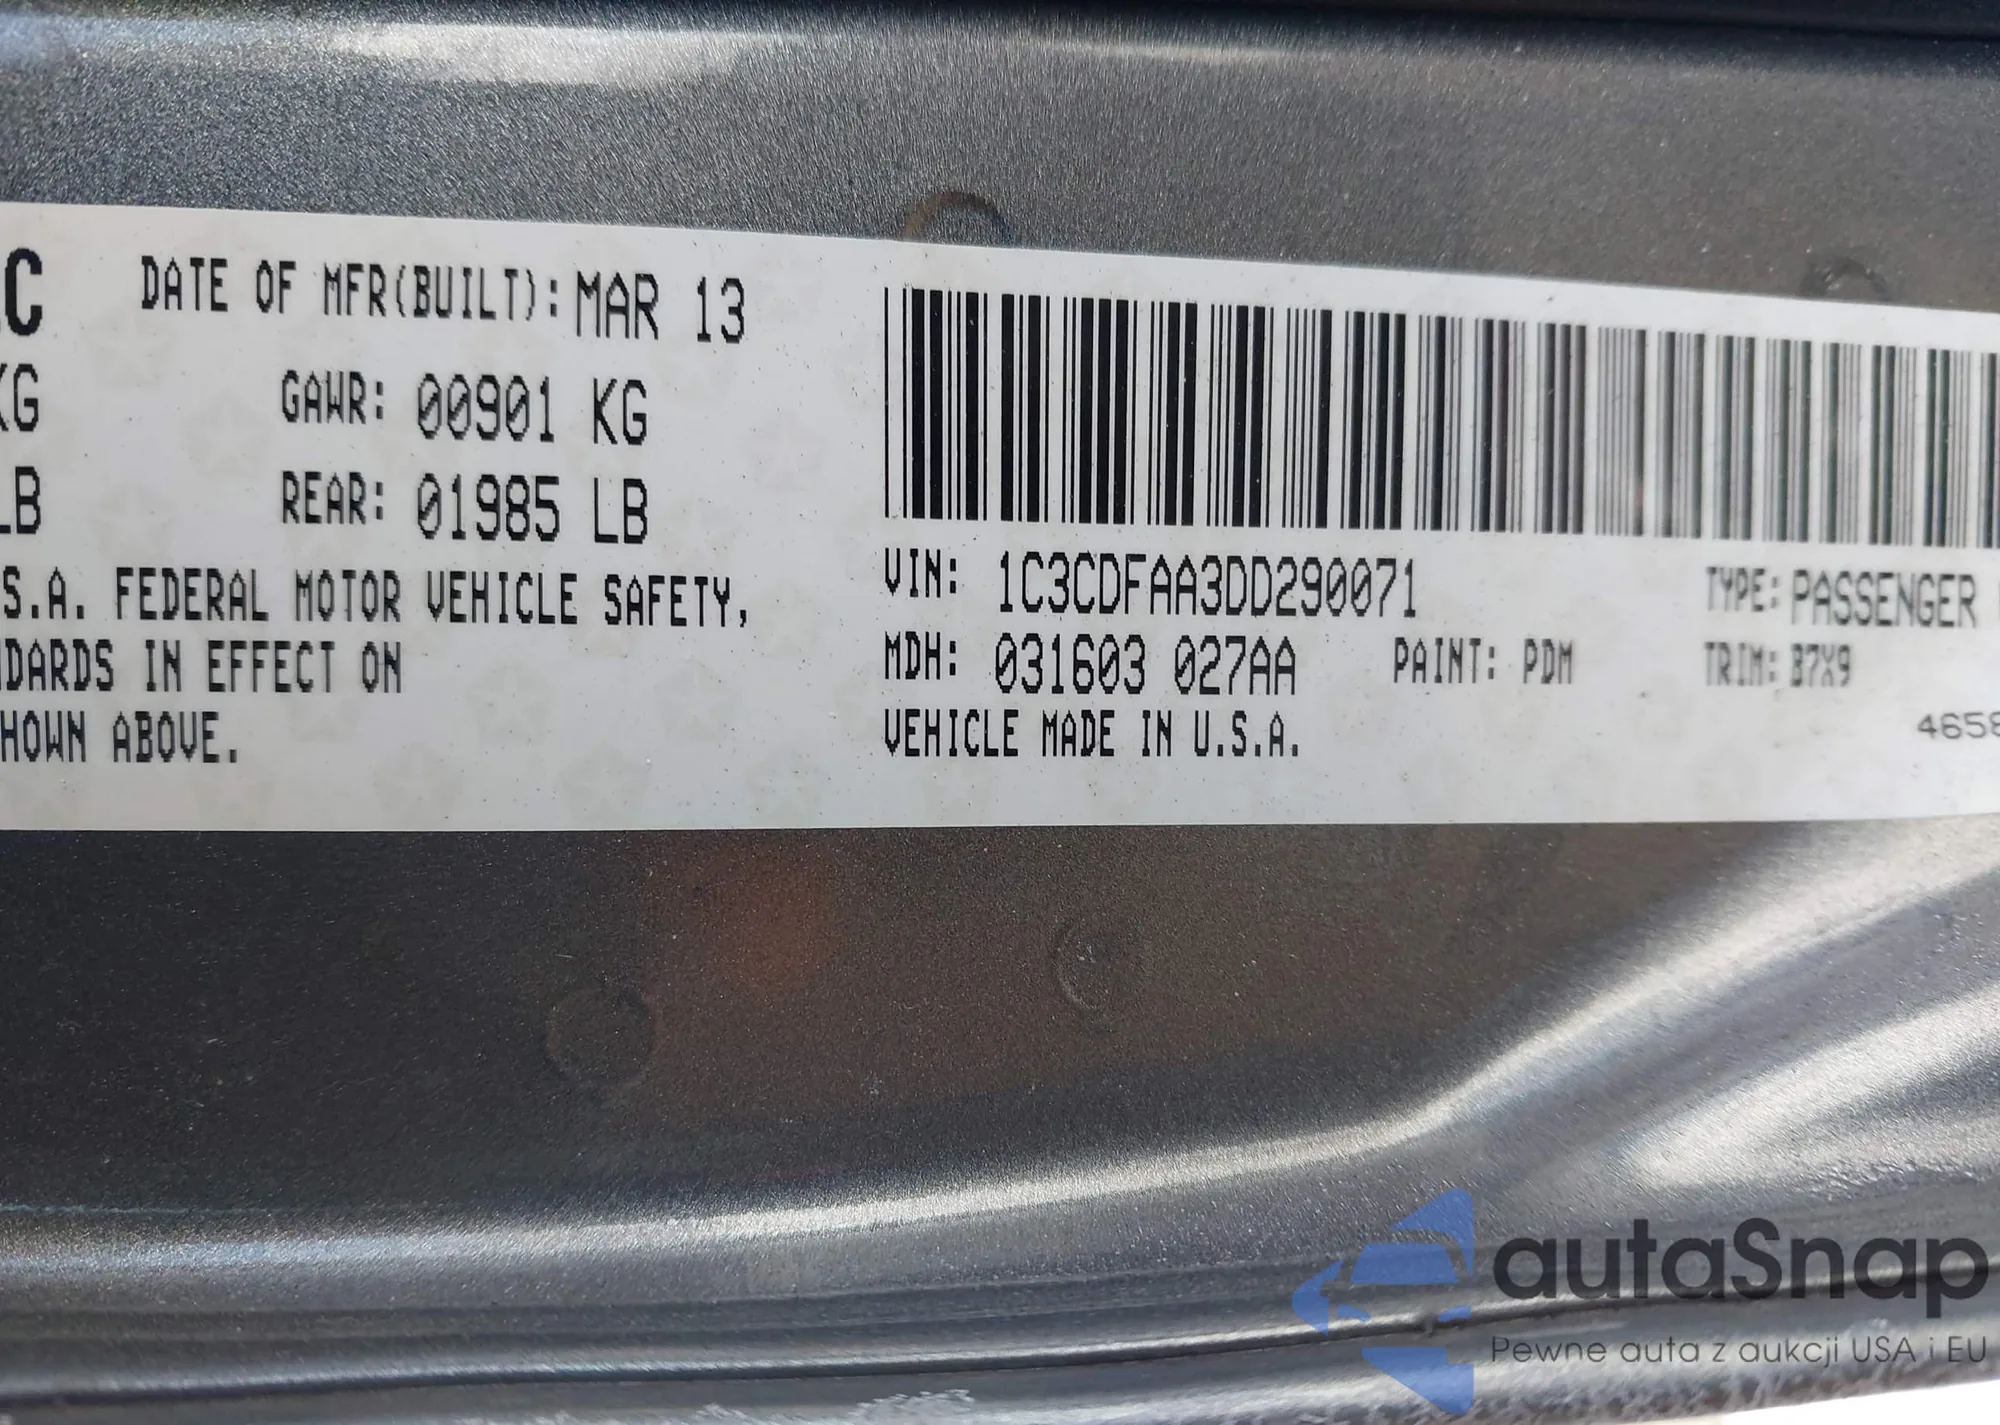 C DATE OF MFR(BUILT): MAR 13
KG GAWR: 00901 KG
LB REAR: 01985 LB
S.A. FEDERAL MOTOR VEHICLE SAFETY,
DARDS IN EFFECT ON
HOWN ABOVE.
VIN: 1C3CDFAA3DD290071 TYPE: PASSENGER
MDH: 031603 027AA PAINT: PDM TRIM: B7X9
VEHICLE MADE IN U.S.A.
4658
autaSnap
Pewne auta z aukcji USA i EU